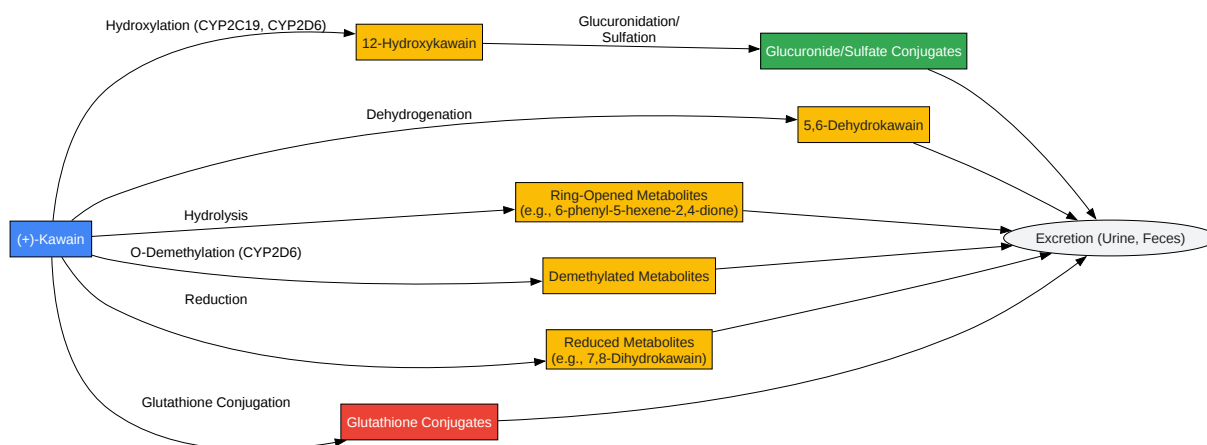 Hydroxylation (CYP2C19, CYP2D6)
12-Hydroxykawain
Glucuronidation/
Sulfation
Glucuronide/Sulfate Conjugates
Dehydrogenation
5,6-Dehydrokawain
Ring-Opened Metabolites
(e.g., 6-phenyl-5-hexene-2,4-dione)
Hydrolysis
(+)-Kawain
Excretion (Urine, Feces)
O-Demethylation (CYP2D6)
Demethylated Metabolites
Reduction
Reduced Metabolites
(e.g., 7,8-Dihydrokawain)
Glutathione Conjugation
Glutathione Conjugates